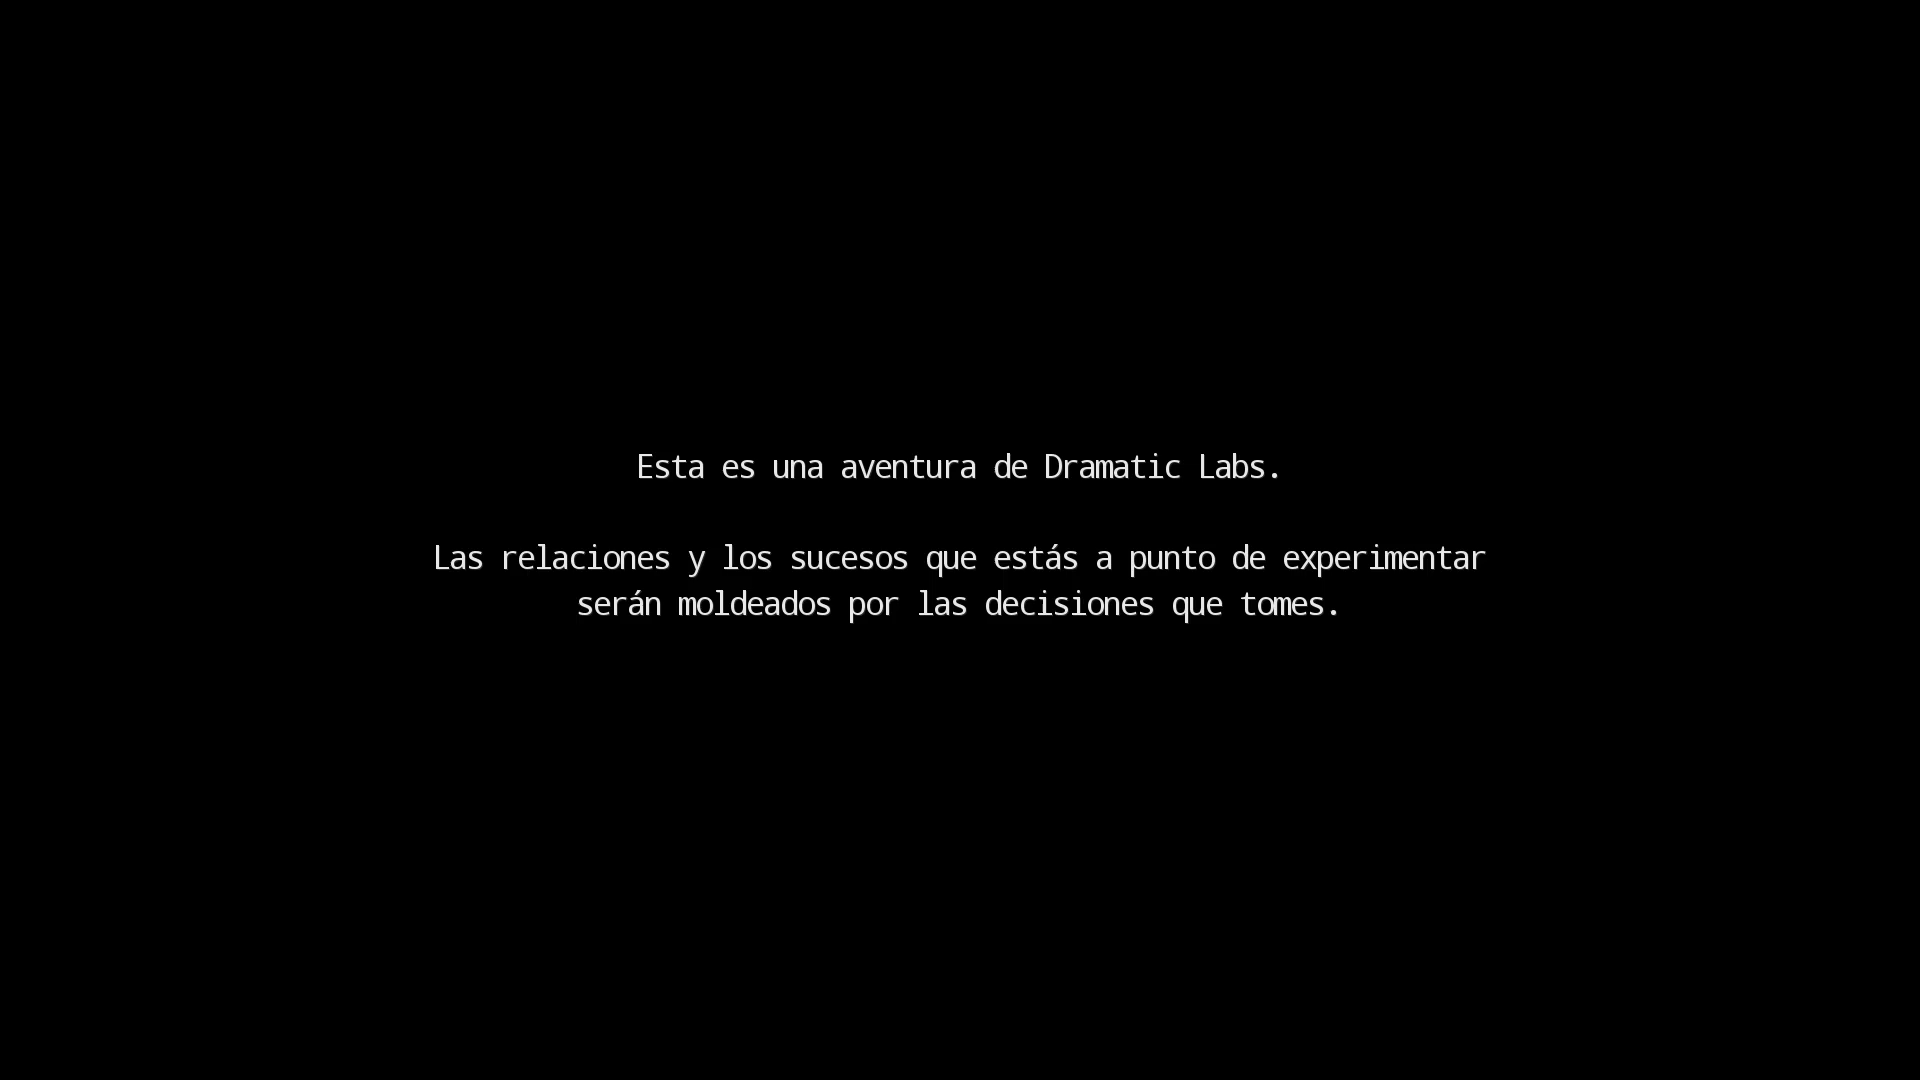 Esta es una aventura de Dramatic Labs.
Las relaciones y los sucesos que estás a punto de experimentar
serán moldeados por las decisiones que tomes.